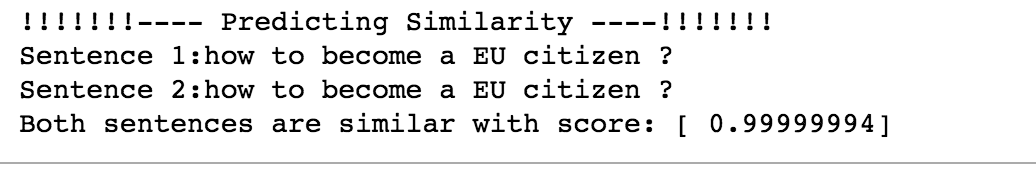 !!!!!!!---- Predicting Similarity ----!!!!!!!
Sentence 1:how to become a EU citizen ?
Sentence 2:how to become a EU citizen ?
Both sentences are similar with score: [ 0.99999994]